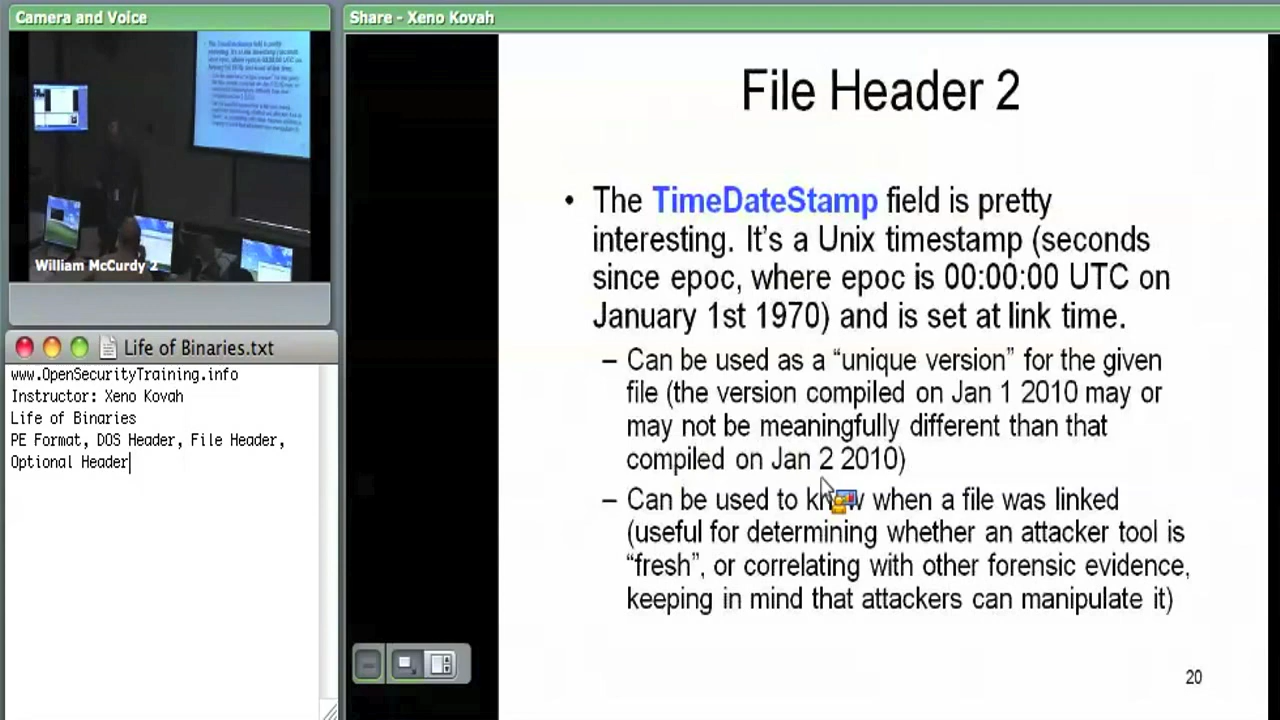 Camera and Voice
Share - Xeno Kovah
William McCurdy 2
Life of Binaries.txt
www.OpenSecurityTraining.info
Instructor: Xeno Kovah
Life of Binaries
PE Format, DOS Header, File Header,
Optional Header
File Header 2
• The TimeDateStamp field is pretty
interesting. It's a Unix timestamp (seconds
since epoc, where epoc is 00:00:00 UTC on
January 1st 1970) and is set at link time.
– Can be used as a “unique version” for the given
file (the version compiled on Jan 1 2010 may or
may not be meaningfully different than that
compiled on Jan 2 2010)
– Can be used to know when a file was linked
(useful for determining whether an attacker tool is
“fresh”, or correlating with other forensic evidence,
keeping in mind that attackers can manipulate it)
20